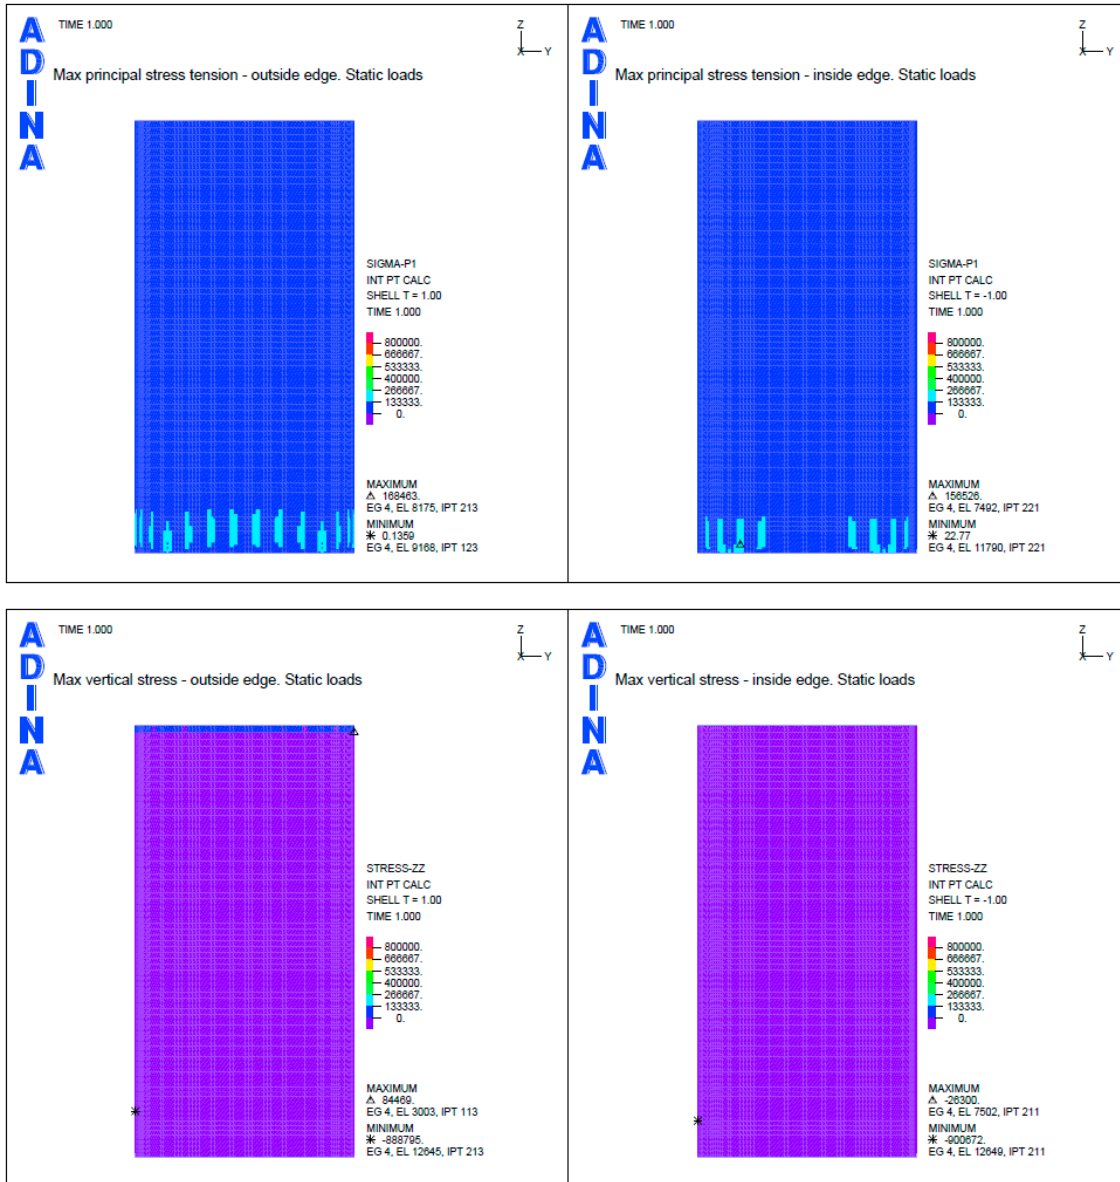 ADINA
TIME 1.000
Z
X Y
Max principal stress tension - outside edge. Static loads
SIGMA-P1
INT PT CALC
SHELL T = 1.00
TIME 1.000
800000.
666667.
533333.
400000.
266667.
133333.
0.
MAXIMUM
168463.
EG 4, EL 8175, IPT 213
MINIMUM
0.1359
EG 4, EL 9168, IPT 123
ADINA
TIME 1.000
Z
X Y
Max principal stress tension - inside edge. Static loads
SIGMA-P1
INT PT CALC
SHELL T = -1.00
TIME 1.000
800000.
666667.
533333.
400000.
266667.
133333.
0.
MAXIMUM
156526.
EG 4, EL 7492, IPT 221
MINIMUM
22.77
EG 4, EL 11790, IPT 221
ADINA
TIME 1.000
Z
X Y
Max vertical stress - outside edge. Static loads
STRESS-ZZ
INT PT CALC
SHELL T = 1.00
TIME 1.000
800000.
666667.
533333.
400000.
266667.
133333.
0.
MAXIMUM
84469.
EG 4, EL 3003, IPT 113
MINIMUM
-888795.
EG 4, EL 12645, IPT 213
ADINA
TIME 1.000
Z
X Y
Max vertical stress - inside edge. Static loads
STRESS-ZZ
INT PT CALC
SHELL T = -1.00
TIME 1.000
800000.
666667.
533333.
400000.
266667.
133333.
0.
MAXIMUM
-26300.
EG 4, EL 7502, IPT 211
MINIMUM
-900672.
EG 4, EL 12649, IPT 211